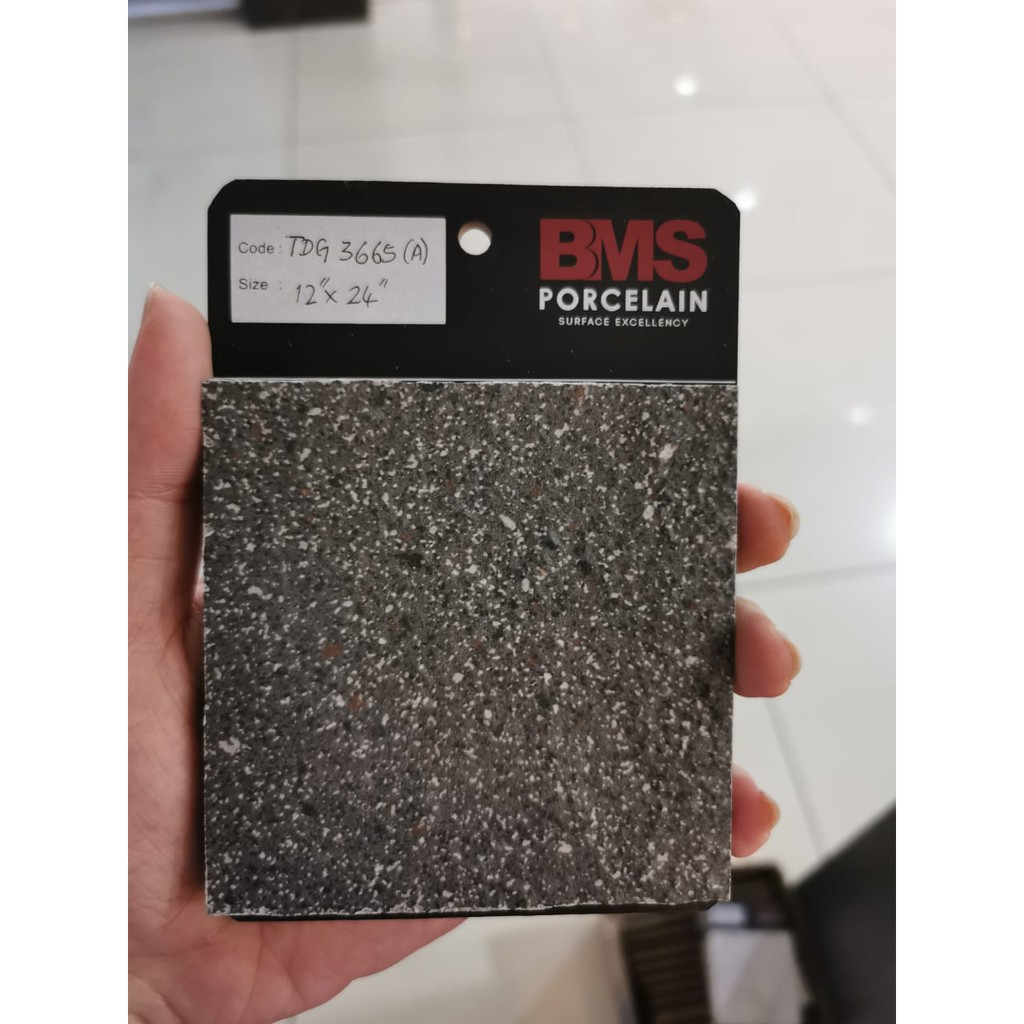 Code : TDG 3665 (A)
Size : 12" x 24"
BMS
PORCELAIN
SURFACE EXCELLENCY